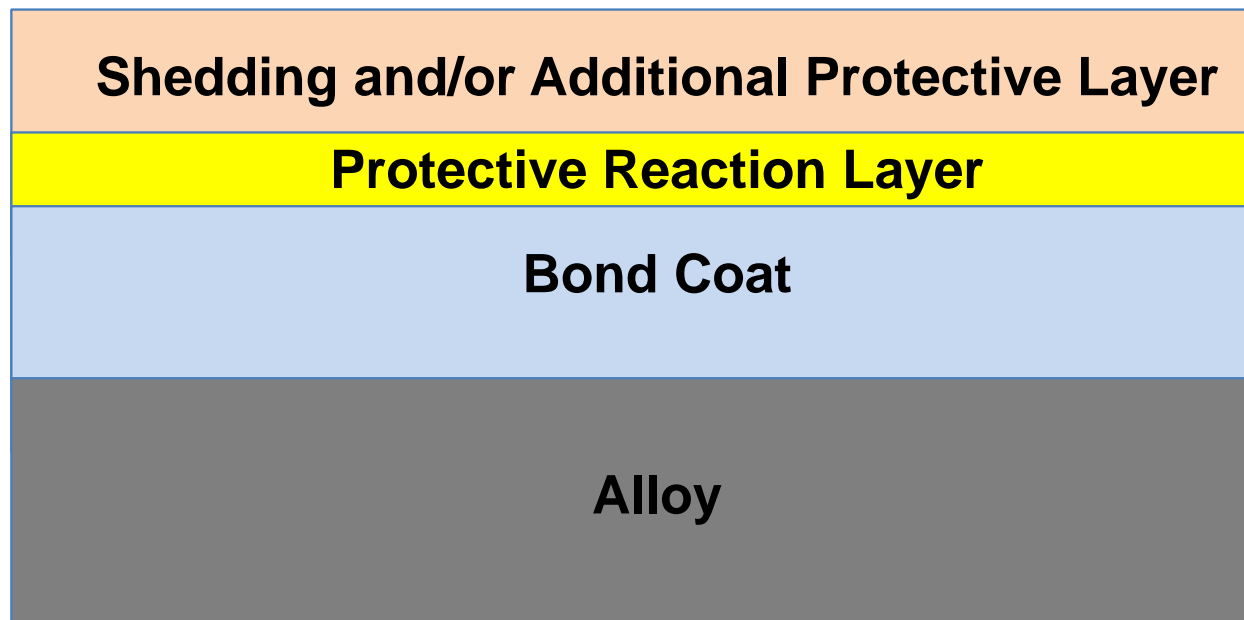 Shedding and/or Additional Protective Layer
Protective Reaction Layer
Bond Coat
Alloy